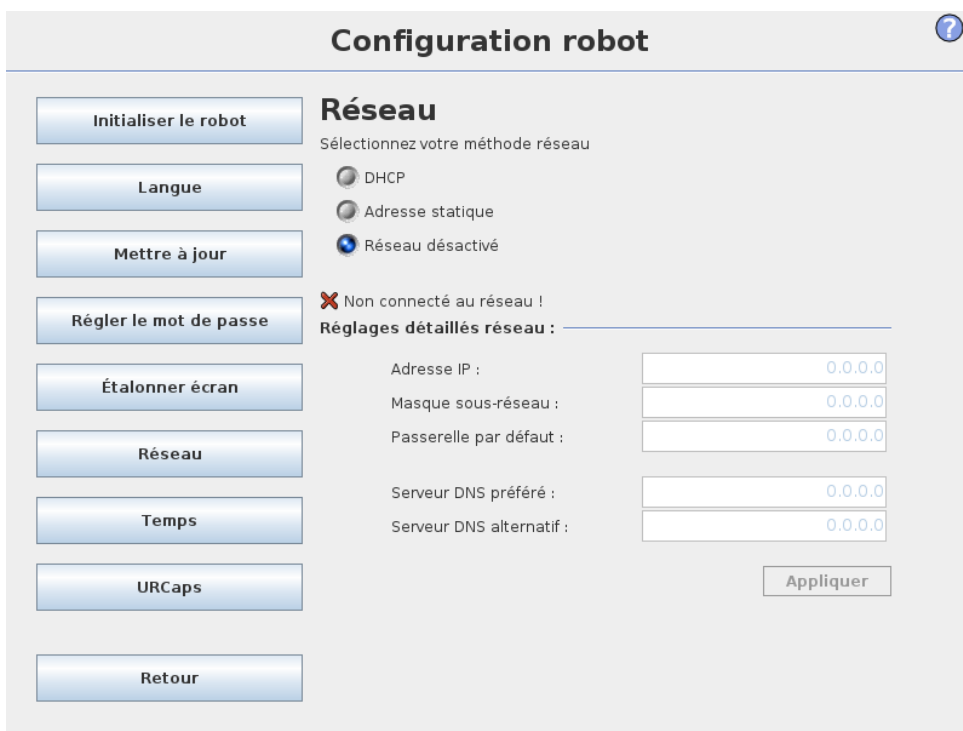 Configuration robot
?
Initialiser le robot
Langue
Mettre à jour
Régler le mot de passe
Étalonner écran
Réseau
Temps
URCaps
Retour
Réseau
Sélectionnez votre méthode réseau
DHCP
Adresse statique
Réseau désactivé
Non connecté au réseau !
Réglages détaillés réseau :
Adresse IP : 0.0.0.0
Masque sous-réseau : 0.0.0.0
Passerelle par défaut : 0.0.0.0
Serveur DNS préféré : 0.0.0.0
Serveur DNS alternatif : 0.0.0.0
Appliquer